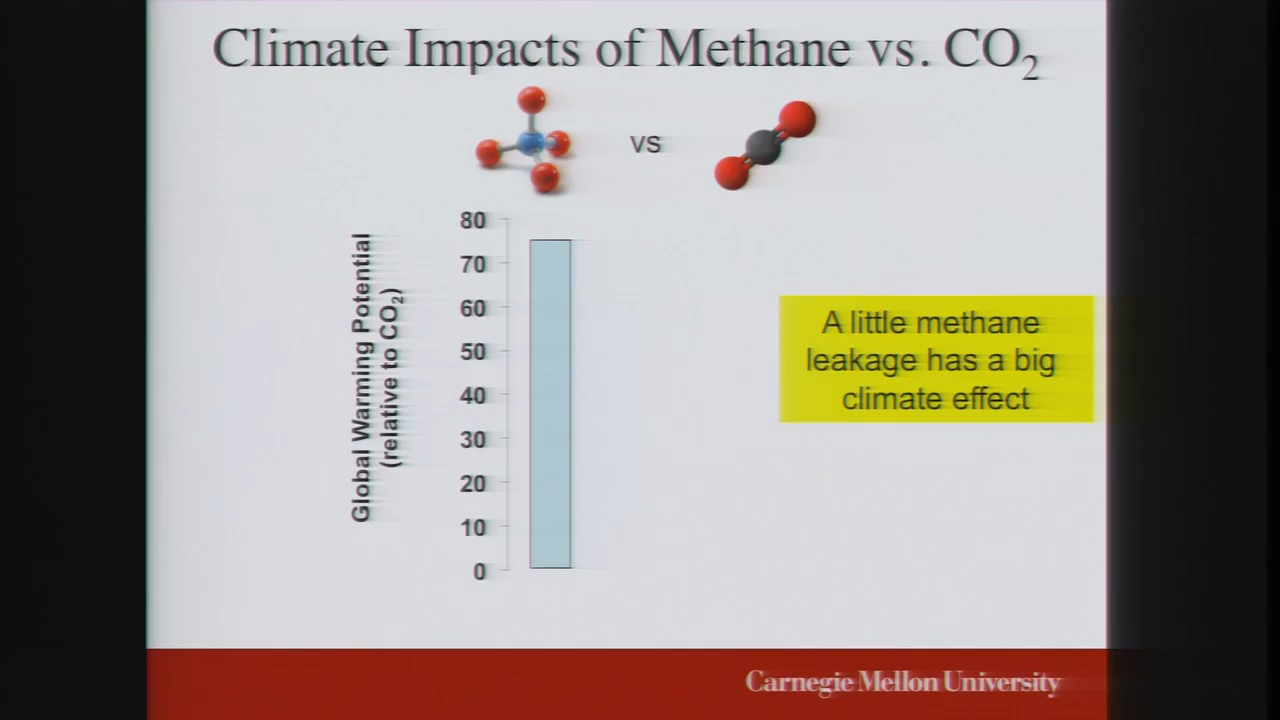 Climate Impacts of Methane vs. CO₂
vs
Global Warming Potential
(relative to CO₂)
80
70
60
50
40
30
20
10
0
A little methane
leakage has a big
climate effect
Carnegie Mellon University